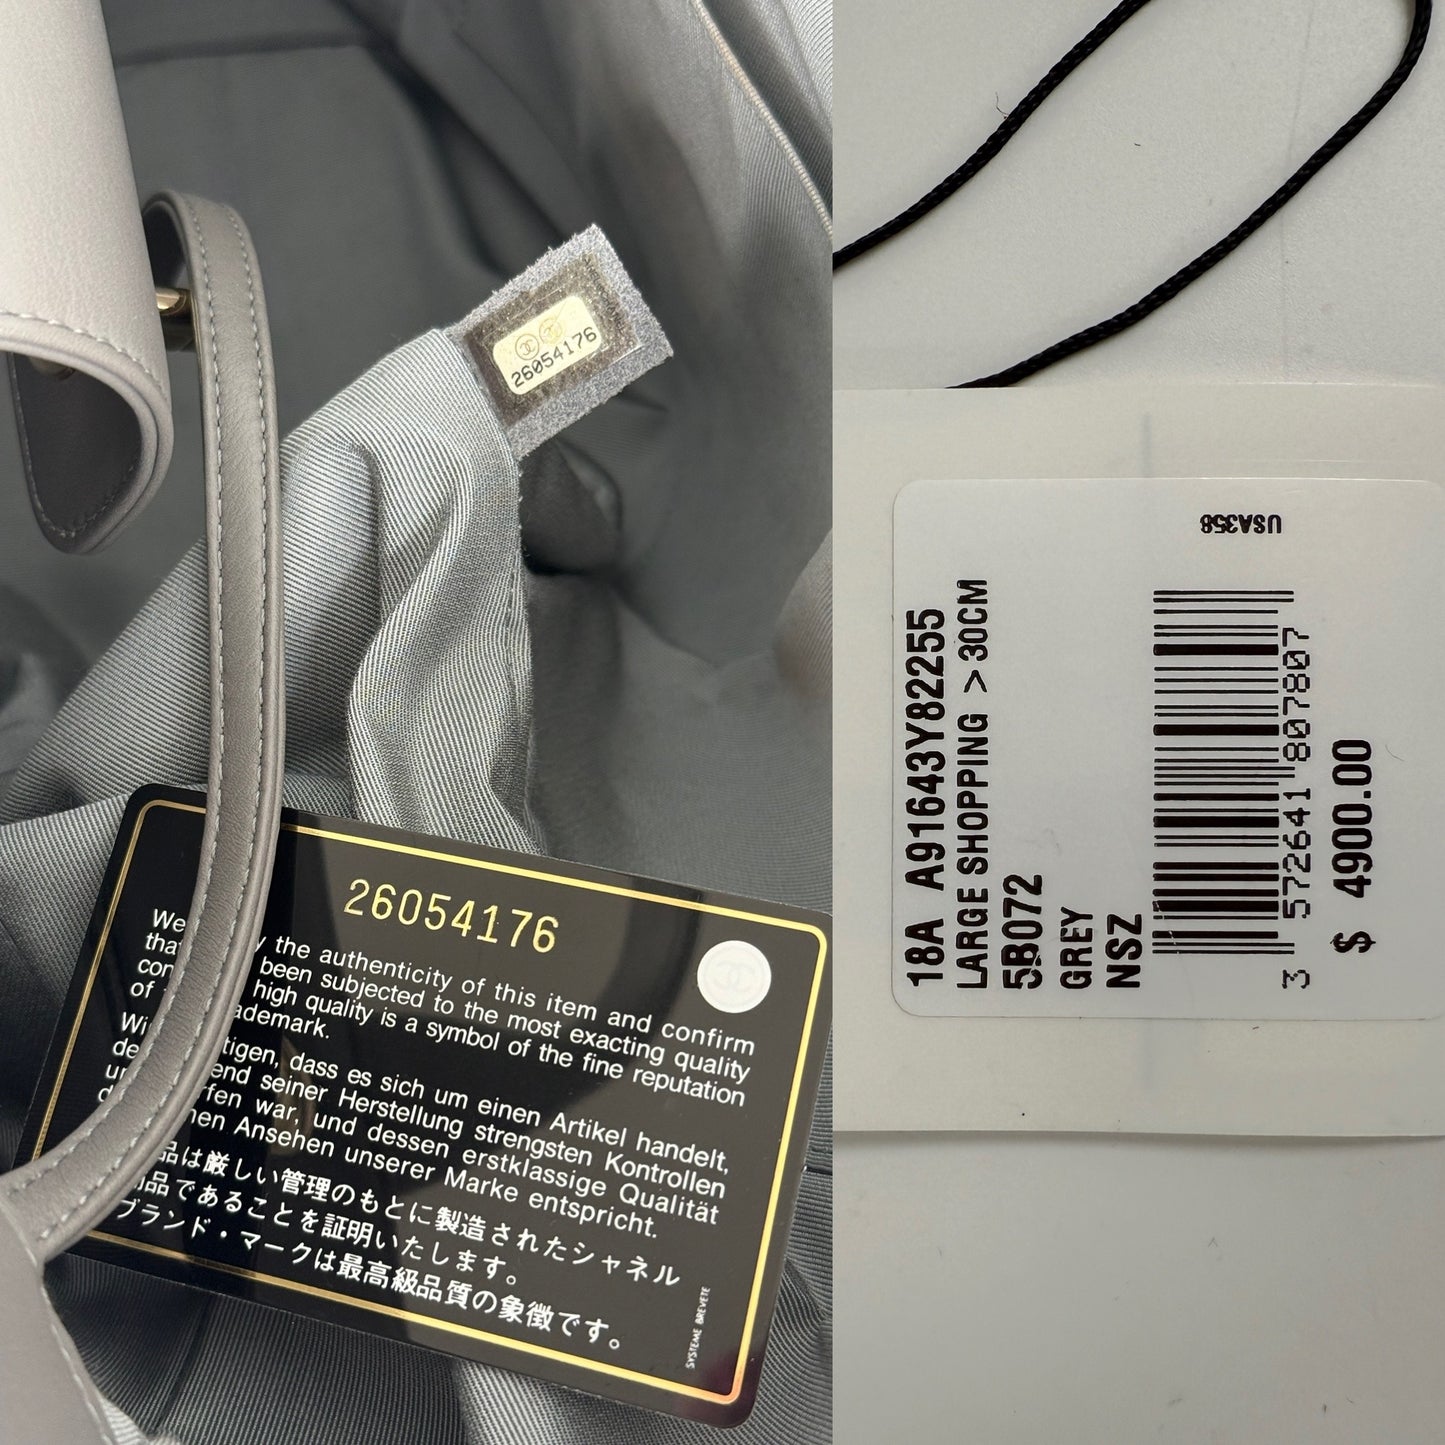 26054176
26054176
We the authenticity of this item and confirm
that been subjected to the most exacting quality
high quality is a symbol of the fine reputation
of
dass es sich um einen Artikel handelt,
seiner Herstellung strengsten Kontrollen
war, und dessen erstklassige Qualität
Ansehen unserer Marke entspricht.
品は厳しい管理のもとに製造されたシャネル
品であることを証明いたします。
ブランド・マークは最高級品質の象徴です。
SYSTEME BREVETE
USA358
18A A91643Y82255
LARGE SHOPPING > 30CM
5B072
GREY
NSZ
3 572641 807807
$ 4900.00